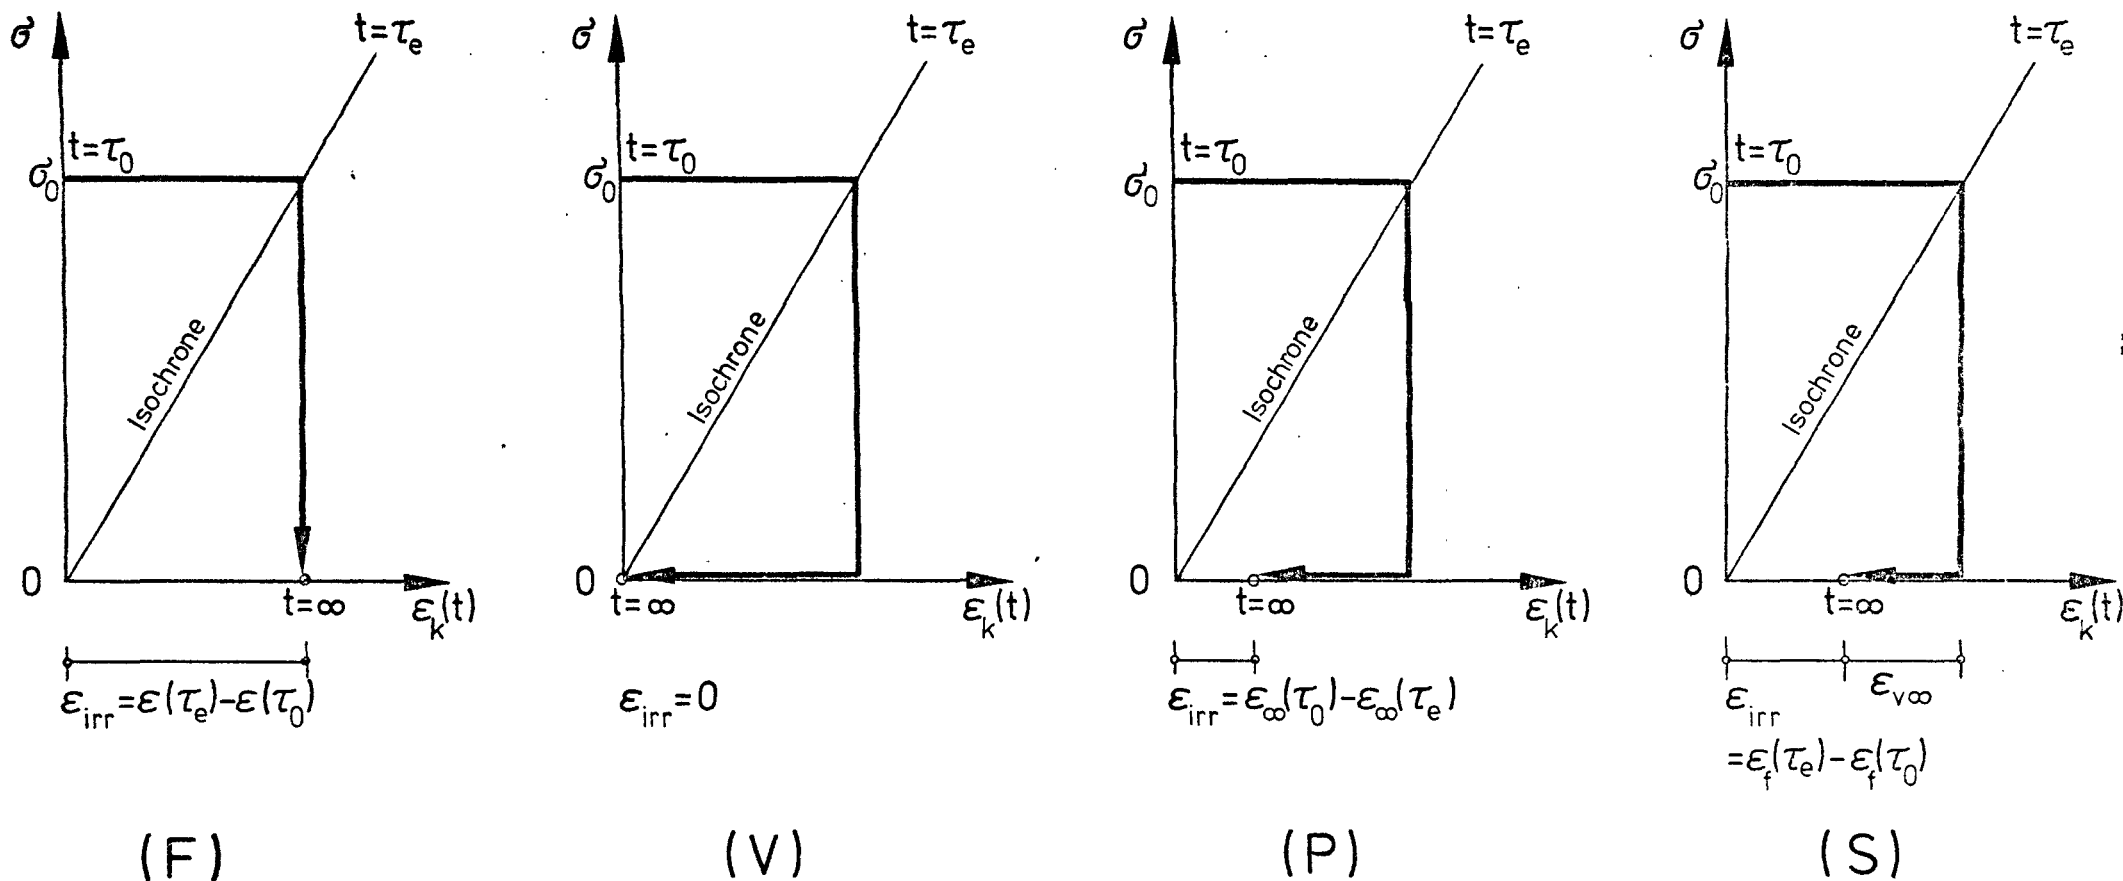 σ
t=τe
t=τ0
σ0
Isochrone
0
t=∞
εk(t)
εirr=ε(τe)-ε(τ0)
(F)
σ
t=τe
t=τ0
σ0
Isochrone
0
t=∞
εk(t)
εirr=0
(V)
σ
t=τe
t=τ0
σ0
Isochrone
0
t=∞
εk(t)
εirr=ε∞(τ0)-ε∞(τe)
(P)
σ
t=τe
t=τ0
σ0
Isochrone
0
t=∞
εk(t)
εirr
εv∞
=εf(τe)-εf(τ0)
(S)